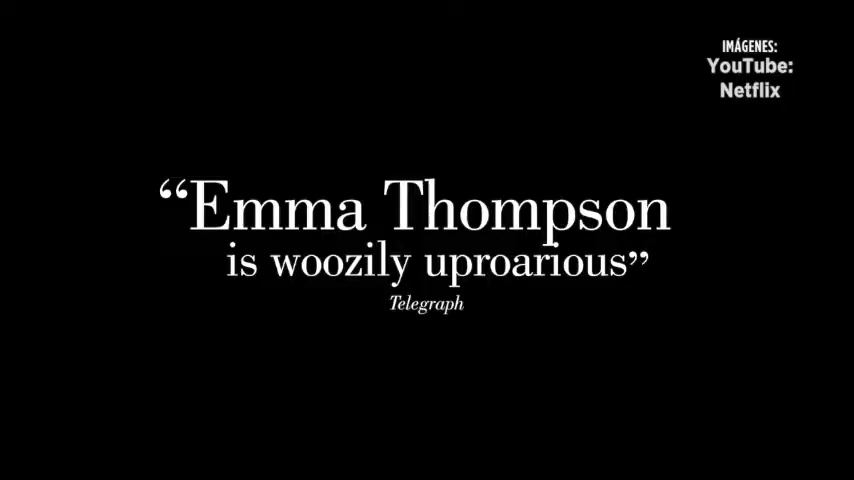 IMÁGENES:
YouTube:
Netflix
“Emma Thompson
is woozily uproarious”
Telegraph